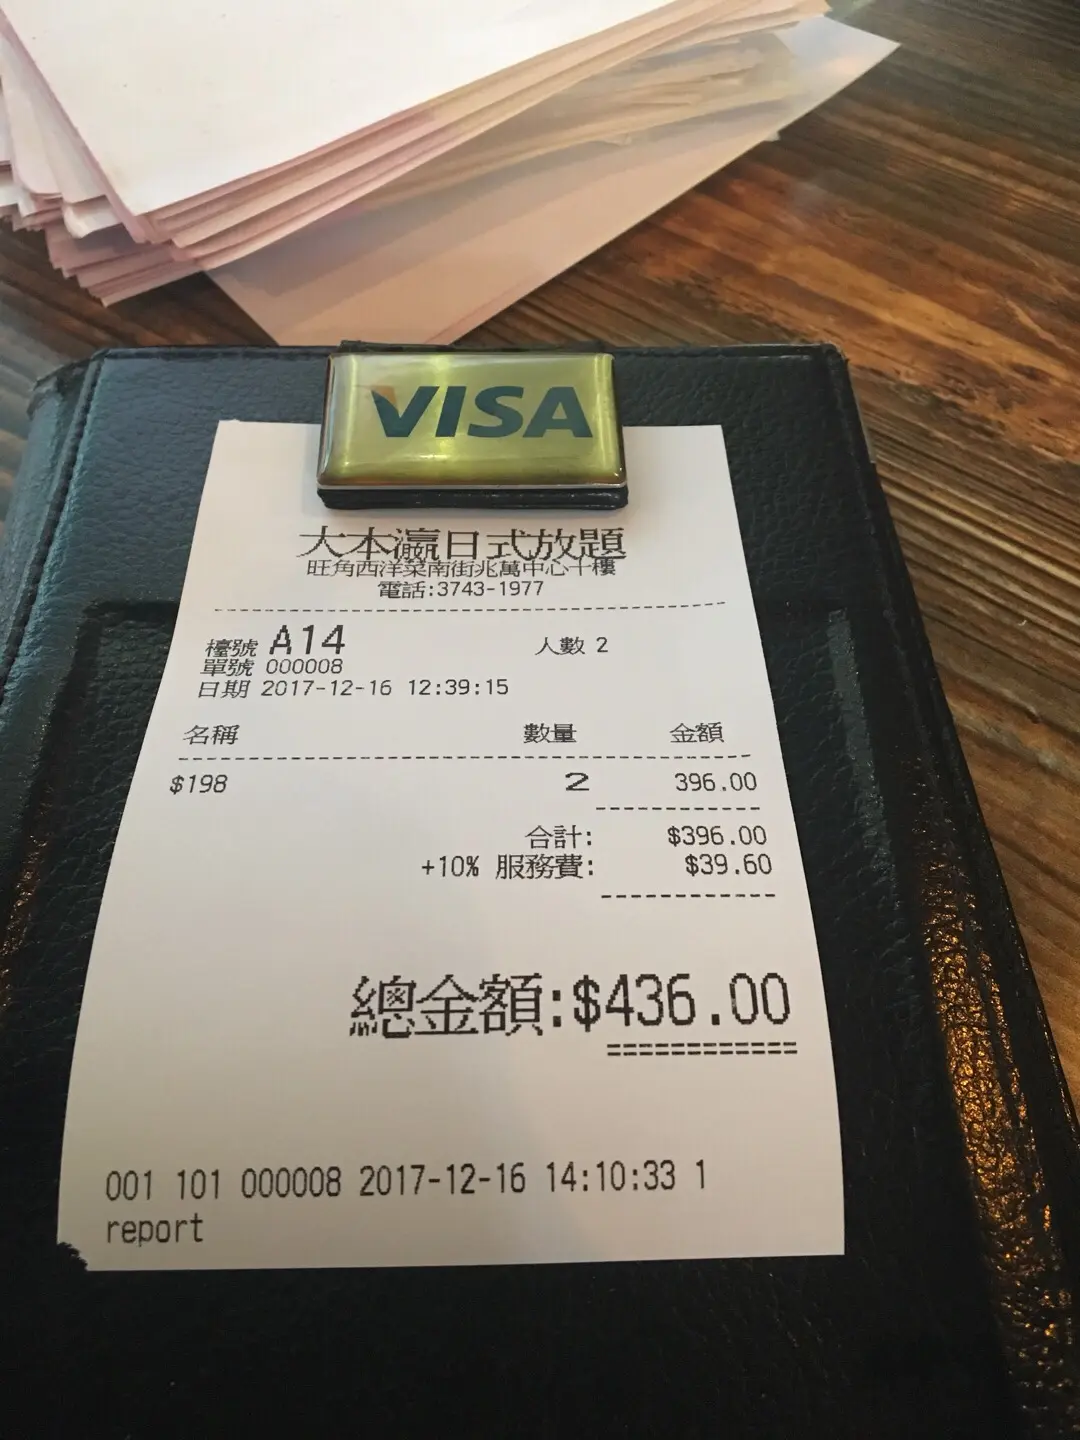 VISA
大本瀛日式放題
旺角西洋菜南街兆萬中心十樓
電話:3743-1977
檯號 A14 人數 2
單號 000008
日期 2017-12-16 12:39:15
名稱 數量 金額
$198 2 396.00
合計: $396.00
+10% 服務費: $39.60
總金額:$436.00
001 101 000008 2017-12-16 14:10:33 1
report